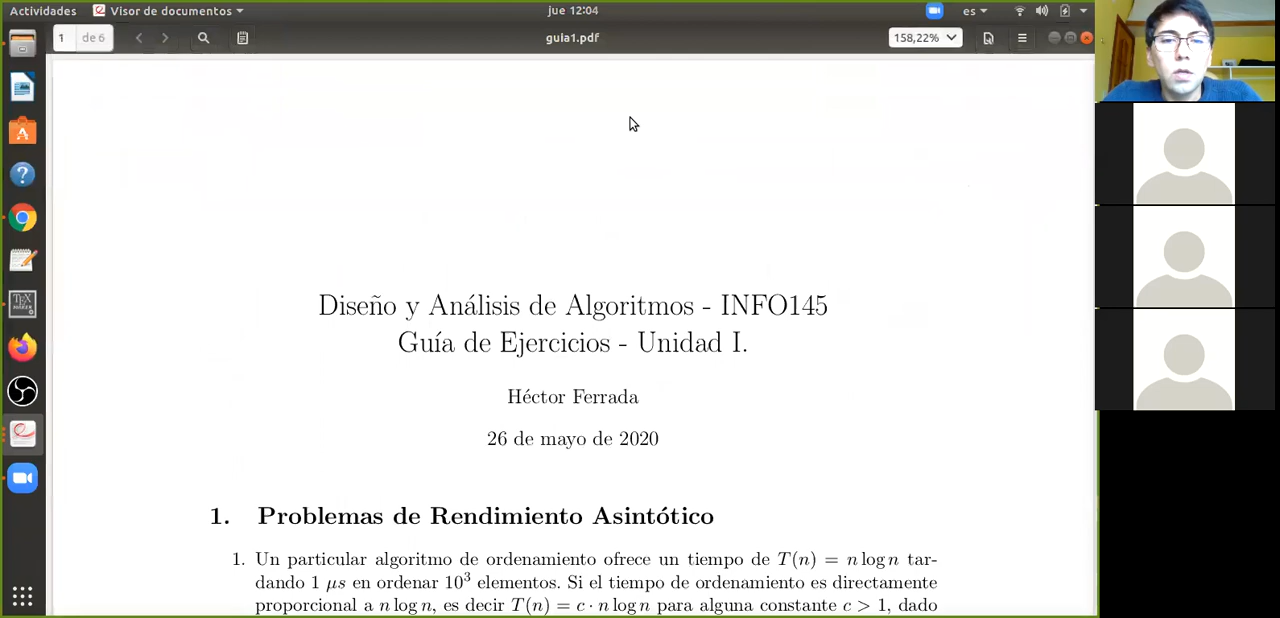 Actividades Visor de documentos jue 12:04 es
1 de 6 guia1.pdf 158,22%
Diseño y Análisis de Algoritmos - INFO145
Guía de Ejercicios - Unidad I.
Héctor Ferrada
26 de mayo de 2020
1. Problemas de Rendimiento Asintótico
1. Un particular algoritmo de ordenamiento ofrece un tiempo de T(n) = n log n tar-
dando 1 μs en ordenar 10³ elementos. Si el tiempo de ordenamiento es directamente
proporcional a n log n, es decir T(n) = c · n log n para alguna constante c > 1, dado